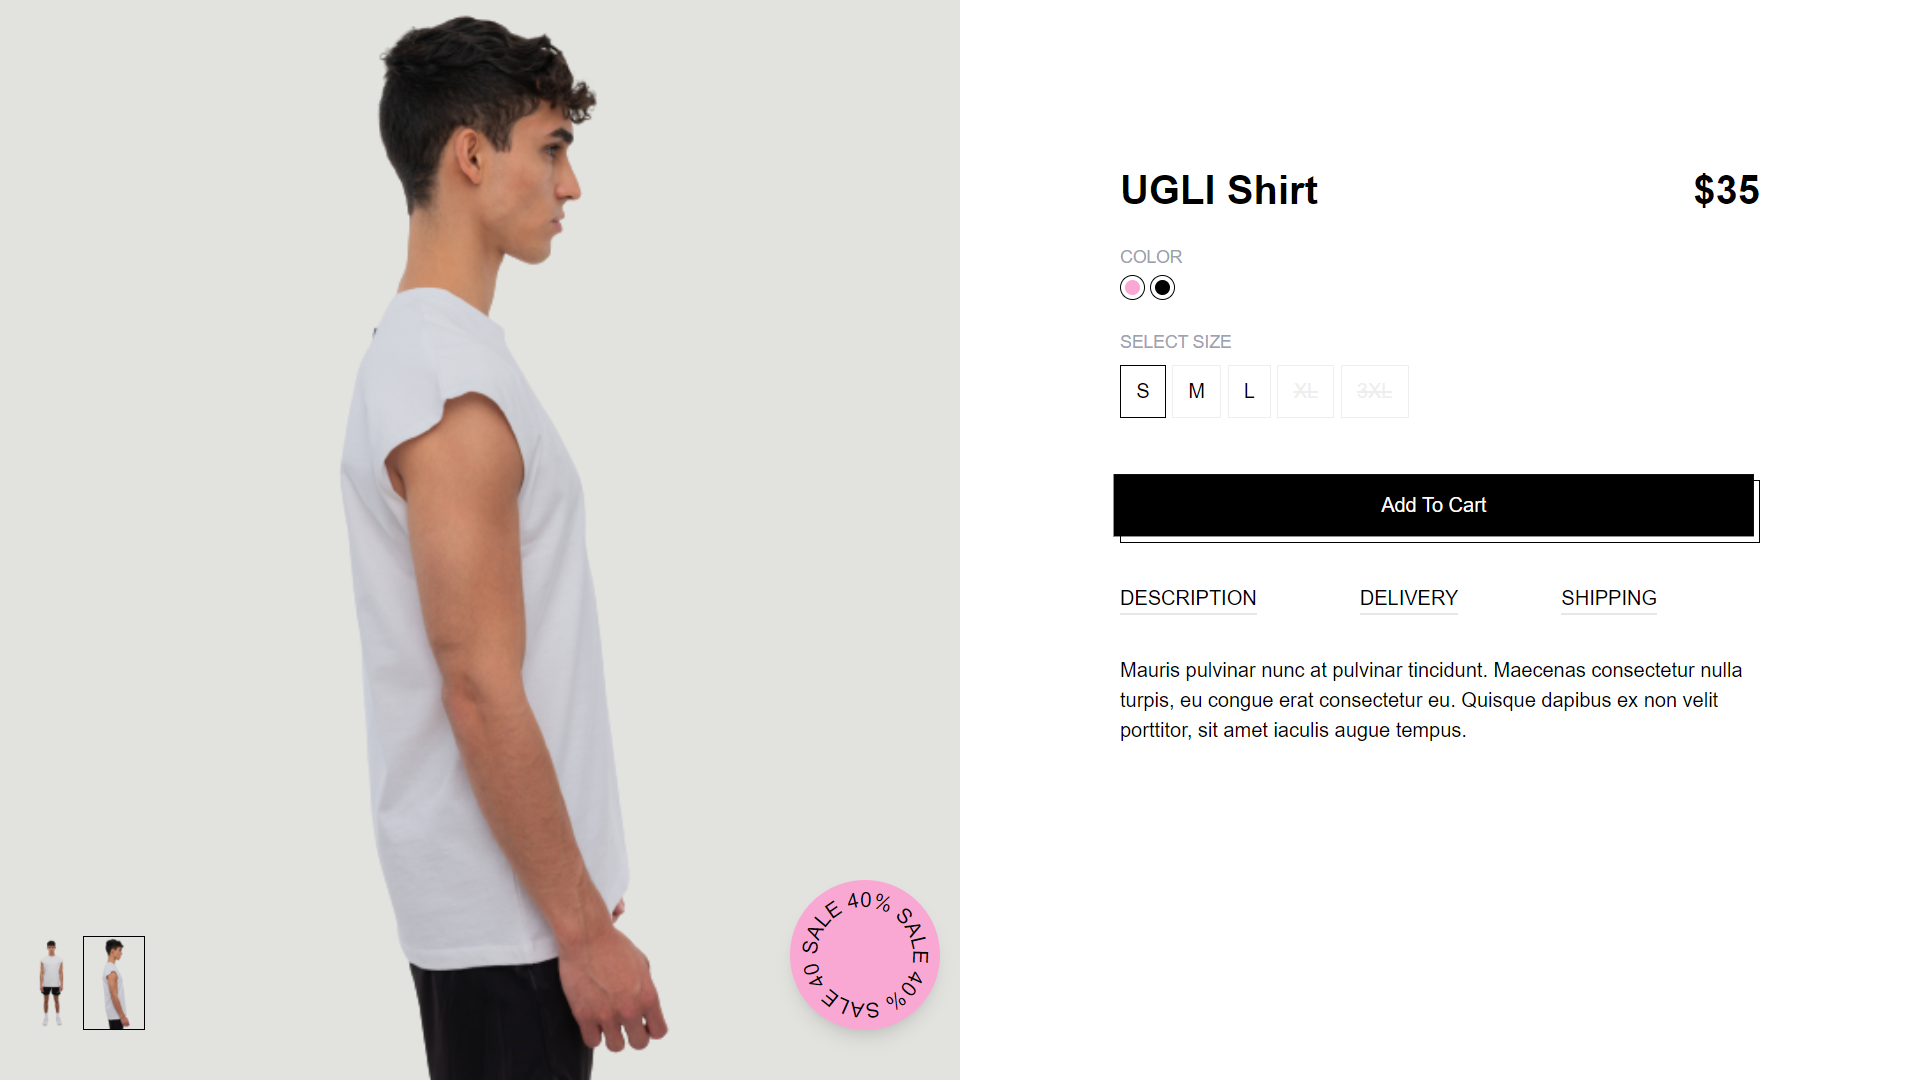 UGLI Shirt
$35
COLOR
SELECT SIZE
S
M
L
XL
3XL
Add To Cart
DESCRIPTION
DELIVERY
SHIPPING
Mauris pulvinar nunc at pulvinar tincidunt. Maecenas consectetur nulla
turpis, eu congue erat consectetur eu. Quisque dapibus ex non velit
porttitor, sit amet iaculis augue tempus.
SALE 40% SALE 40% SALE 40